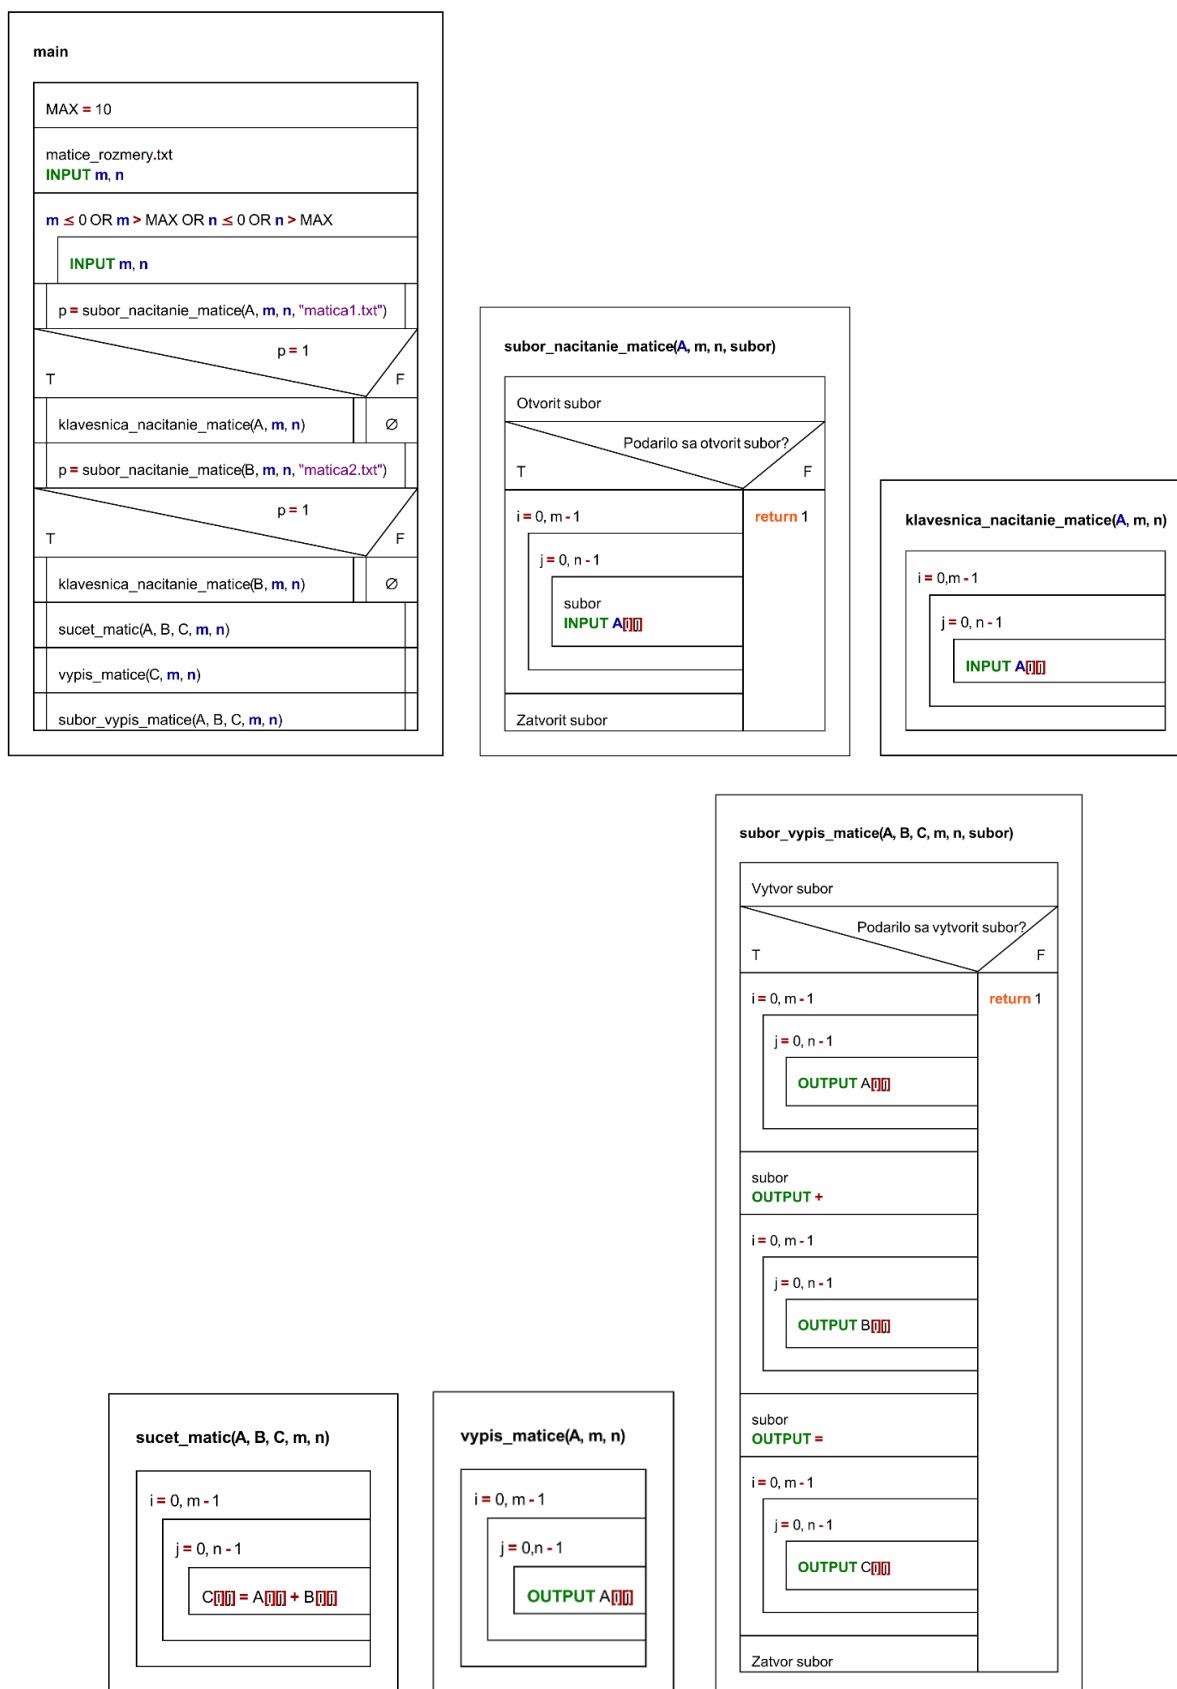 main
MAX = 10
matice_rozmery.txt
INPUT m, n
m ≤ 0 OR m > MAX OR n ≤ 0 OR n > MAX
INPUT m, n
p = subor_nacitanie_matice(A, m, n, "matica1.txt")
p = 1
T
F
klavesnica_nacitanie_matice(A, m, n)
∅
p = subor_nacitanie_matice(B, m, n, "matica2.txt")
p = 1
T
F
klavesnica_nacitanie_matice(B, m, n)
∅
sucet_matic(A, B, C, m, n)
vypis_matice(C, m, n)
subor_vypis_matice(A, B, C, m, n)
subor_nacitanie_matice(A, m, n, subor)
Otvorit subor
Podarilo sa otvorit subor?
T
F
i = 0, m - 1
return 1
j = 0, n - 1
subor
INPUT A[i][j]
Zatvorit subor
klavesnica_nacitanie_matice(A, m, n)
i = 0,m - 1
j = 0, n - 1
INPUT A[i][j]
subor_vypis_matice(A, B, C, m, n, subor)
Vytvor subor
Podarilo sa vytvorit subor?
T
F
i = 0, m - 1
return 1
j = 0, n - 1
OUTPUT A[i][j]
subor
OUTPUT +
i = 0, m - 1
j = 0, n - 1
OUTPUT B[i][j]
subor
OUTPUT =
i = 0, m - 1
j = 0, n - 1
OUTPUT C[i][j]
Zatvor subor
sucet_matic(A, B, C, m, n)
i = 0, m - 1
j = 0, n - 1
C[i][j] = A[i][j] + B[i][j]
vypis_matice(A, m, n)
i = 0, m - 1
j = 0,n - 1
OUTPUT A[i][j]